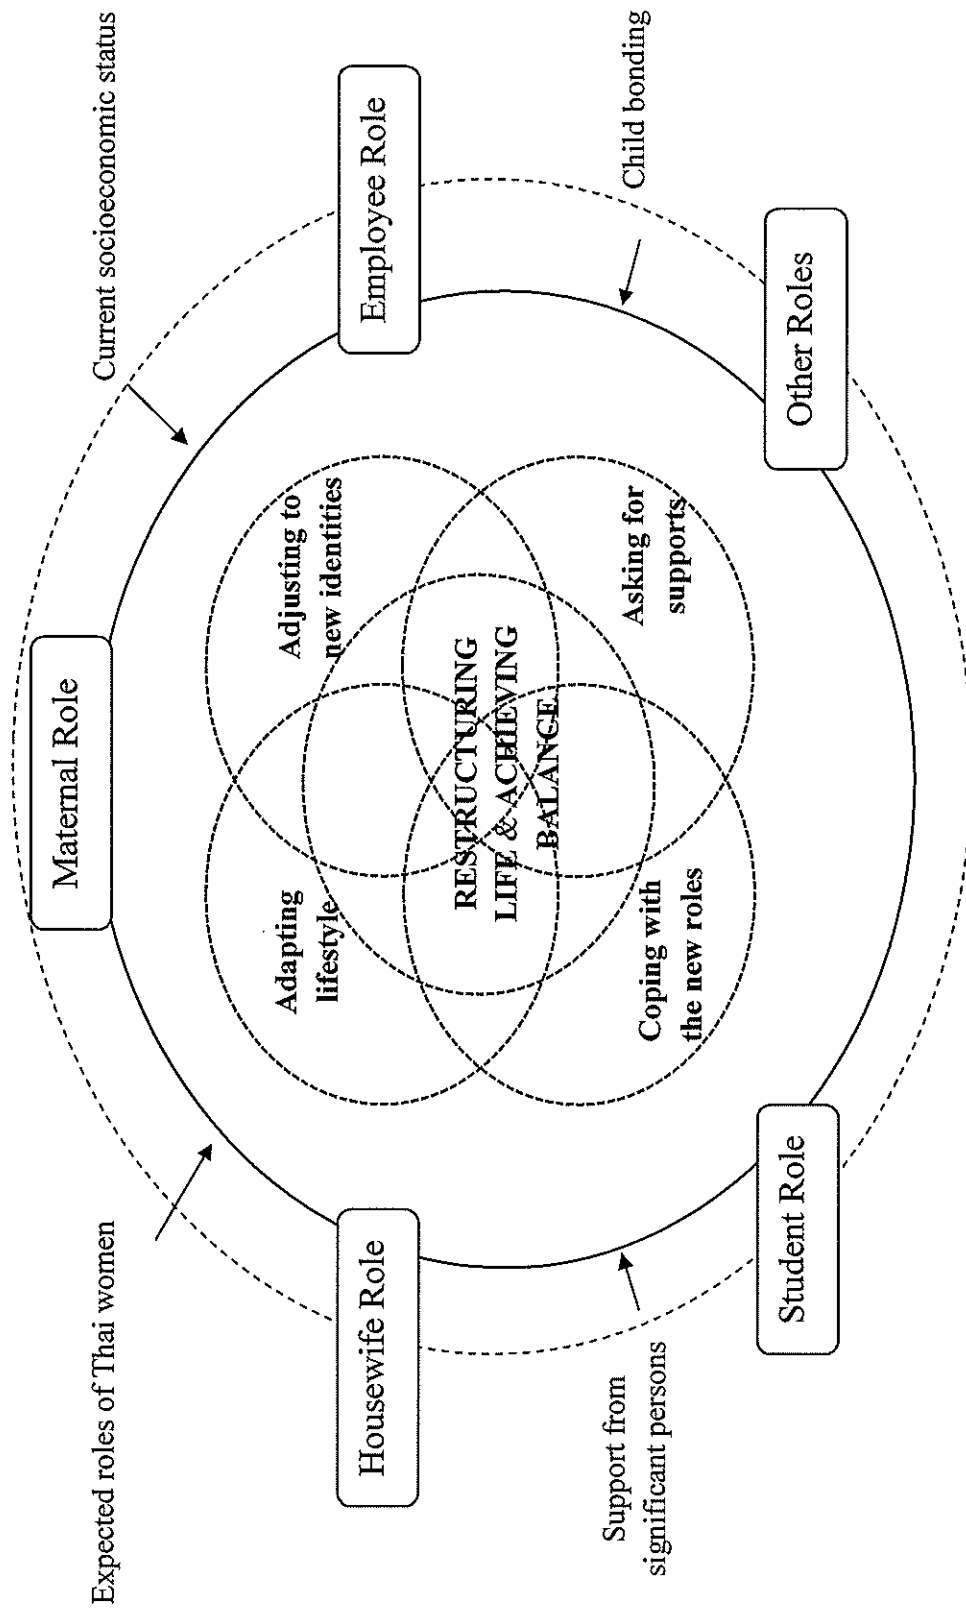 Expected roles of Thai women
Current socioeconomic status
Maternal Role
Housewife Role
Employee Role
Adapting
lifestyle
Adjusting to
new identities
RESTRUCTURING
LIFE & ACHIEVING
BALANCE
Coping with
the new roles
Asking for
supports
Support from
significant persons
Child bonding
Student Role
Other Roles